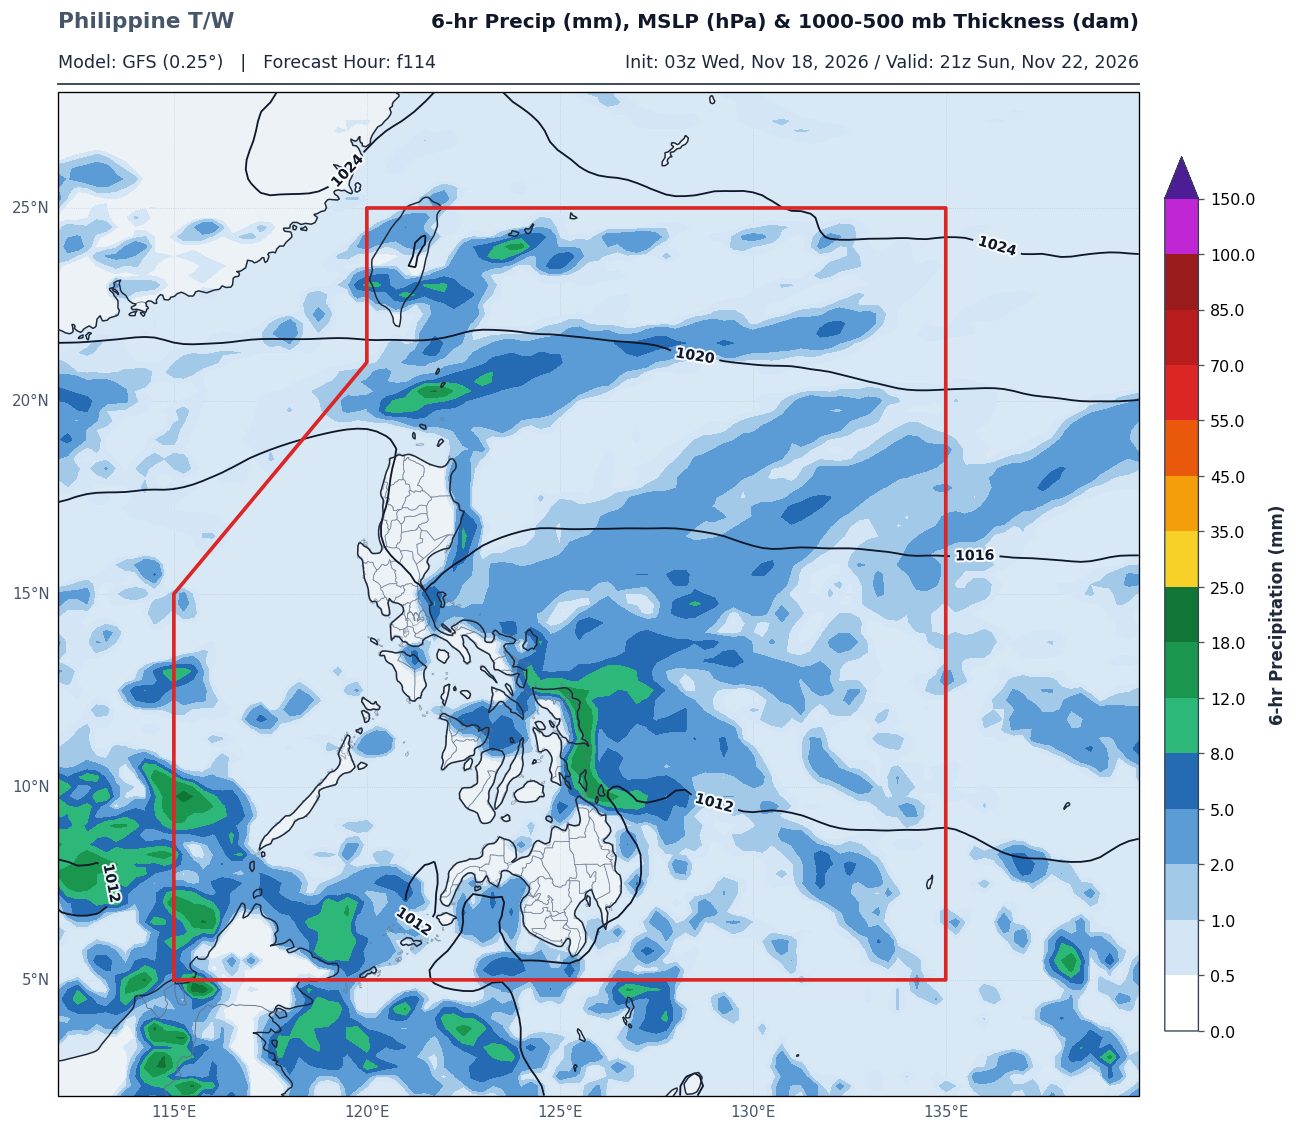 Philippine T/W
6-hr Precip (mm), MSLP (hPa) & 1000-500 mb Thickness (dam)
Model: GFS (0.25°) | Forecast Hour: f114
Init: 03z Wed, Nov 18, 2026 / Valid: 21z Sun, Nov 22, 2026
1024
25°N
1024
1020
20°N
1016
15°N
10°N
1012
1012
1012
5°N
115°E
120°E
125°E
130°E
135°E
150.0
100.0
85.0
70.0
55.0
45.0
35.0
25.0
18.0
12.0
8.0
5.0
2.0
1.0
0.5
0.0
6-hr Precipitation (mm)